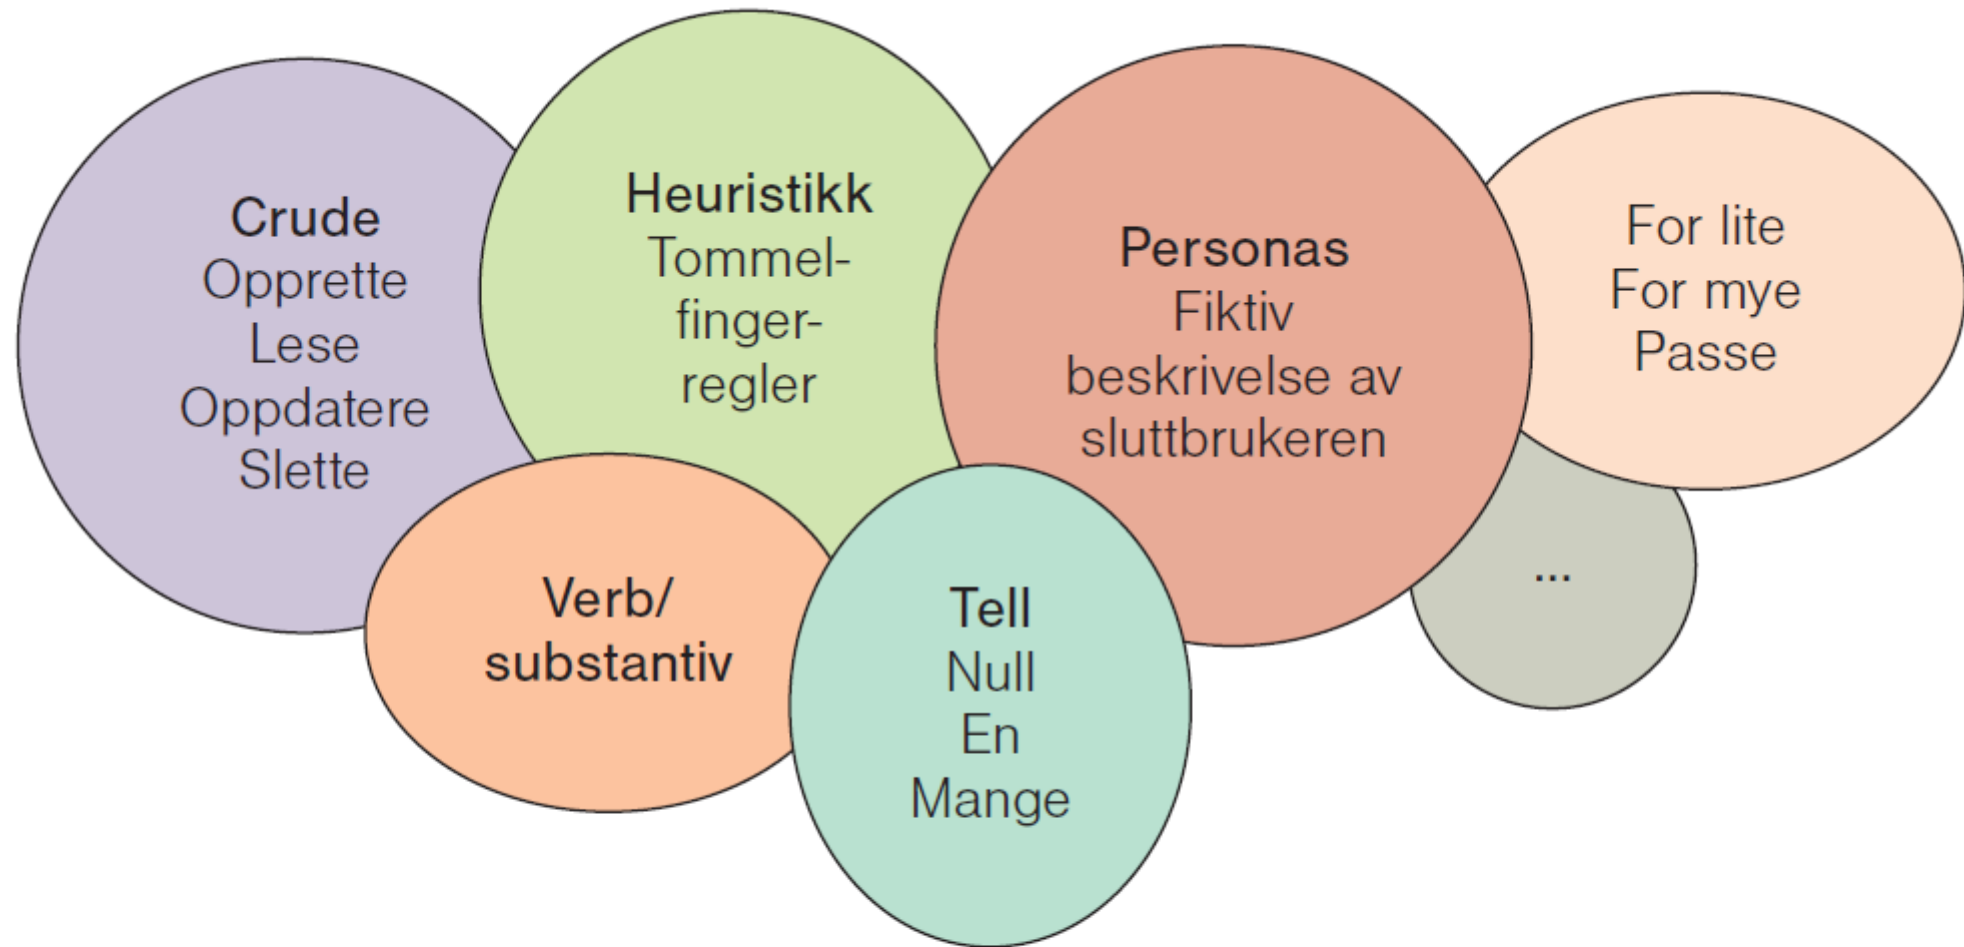 Crude
Opprette
Lese
Oppdatere
Slette
Heuristikk
Tommel-
finger-
regler
Personas
Fiktiv
beskrivelse av
sluttbrukeren
For lite
For mye
Passe
Verb/
substantiv
Tell
Null
En
Mange
...